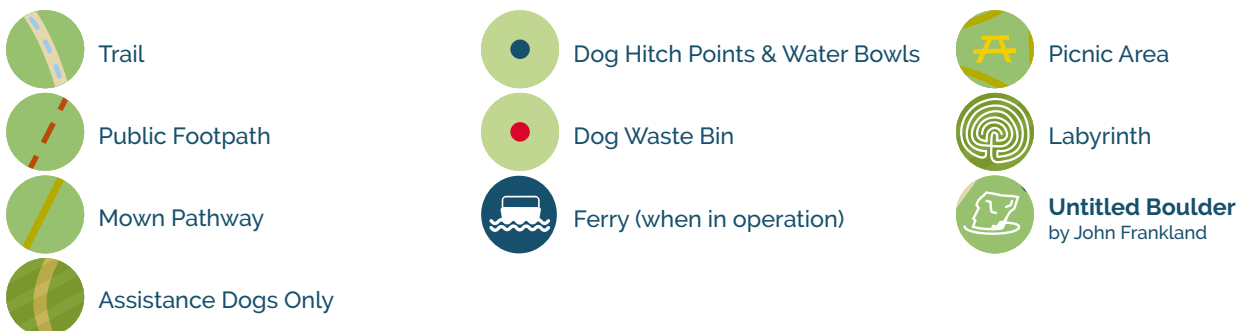 Trail
Public Footpath
Mown Pathway
Assistance Dogs Only
Dog Hitch Points & Water Bowls
Dog Waste Bin
Ferry (when in operation)
Picnic Area
Labyrinth
Untitled Boulder
by John Frankland